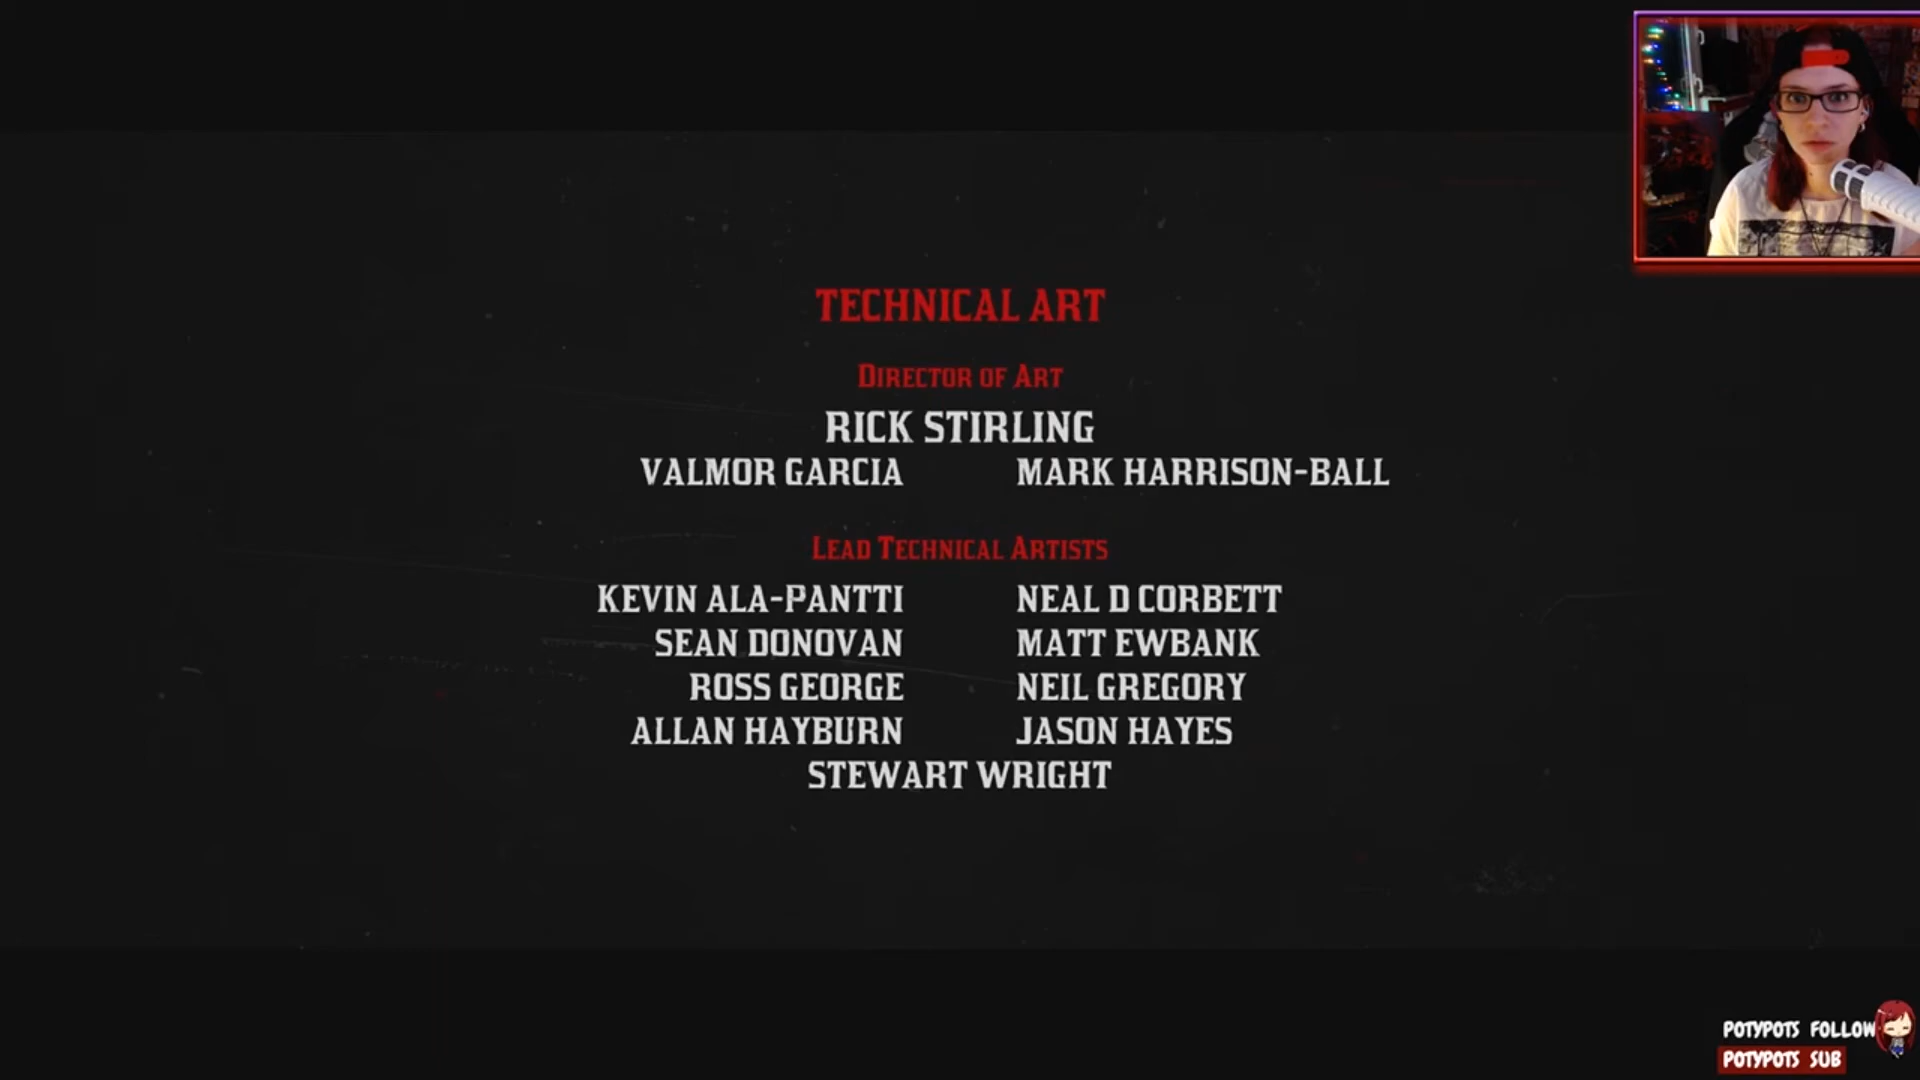 TECHNICAL ART
DIRECTOR OF ART
RICK STIRLING
VALMOR GARCIA MARK HARRISON-BALL
LEAD TECHNICAL ARTISTS
KEVIN ALA-PANTTI NEAL D CORBETT
SEAN DONOVAN MATT EWBANK
ROSS GEORGE NEIL GREGORY
ALLAN HAYBURN JASON HAYES
STEWART WRIGHT
POTYPOTS FOLLOW
POTYPOTS SUB